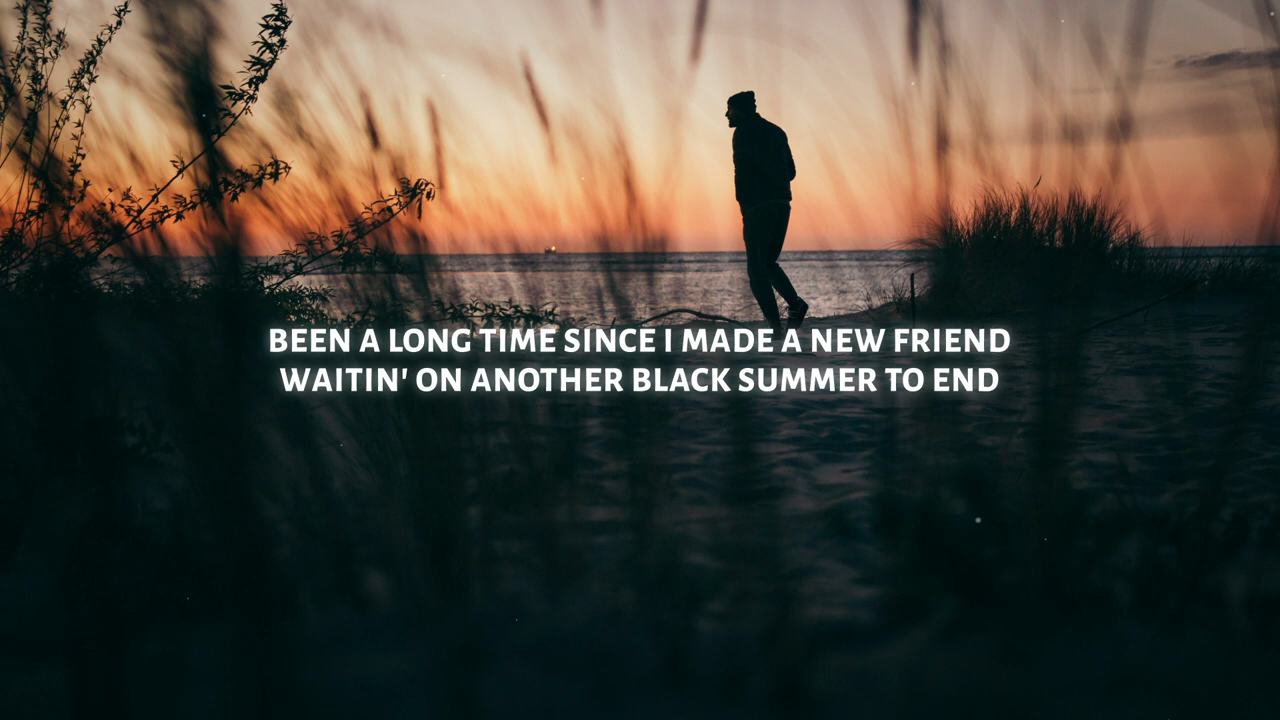 BEEN A LONG TIME SINCE I MADE A NEW FRIEND
WAITIN' ON ANOTHER BLACK SUMMER TO END